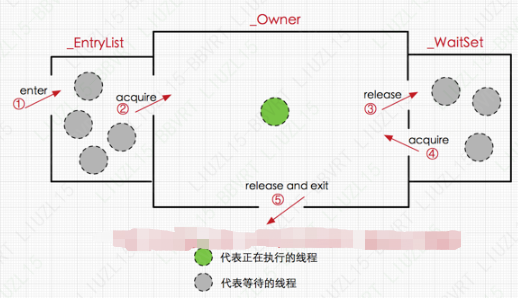 _Owner
_EntryList
_WaitSet
enter
①
acquire
②
release
③
acquire
④
release and exit
⑤
代表正在执行的线程
代表等待的线程